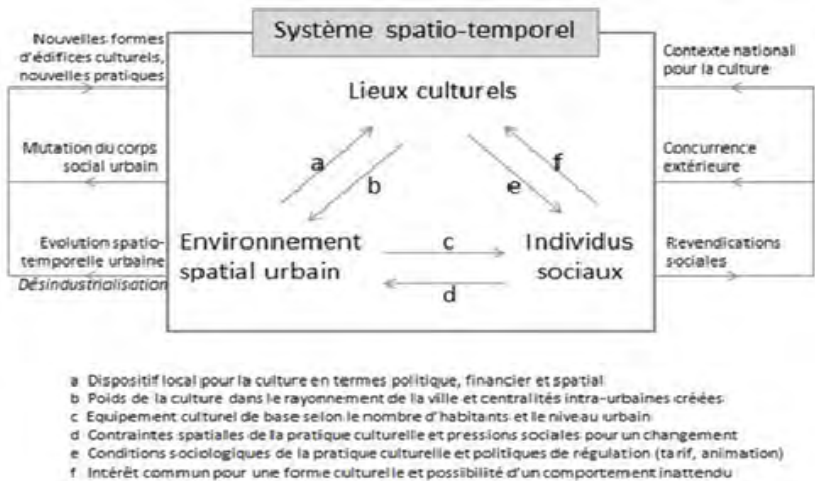 Système spatio-temporel
Nouvelles formes
d'édifices culturels,
nouvelles pratiques
Mutation du corps
social urbain
Evolution spatio-
temporelle urbaine
Désindustrialisation
Lieux culturels
a
b
e
f
Environnement
spatial urbain
c
d
Individus
sociaux
Contexte national
pour la culture
Concurrence
extérieure
Revendications
sociales
a Dispositif local pour la culture en termes politique, financier et spatial
b Poids de la culture dans le rayonnement de la ville et centralités intra-urbaines créées
c Equipement culturel de base selon le nombre d'habitants et le niveau urbain
d Contraintes spatiales de la pratique culturelle et pressions sociales pour un changement
e Conditions sociologiques de la pratique culturelle et politiques de régulation (tarif, animation)
f Intérêt commun pour une forme culturelle et possibilité d'un comportement inattendu